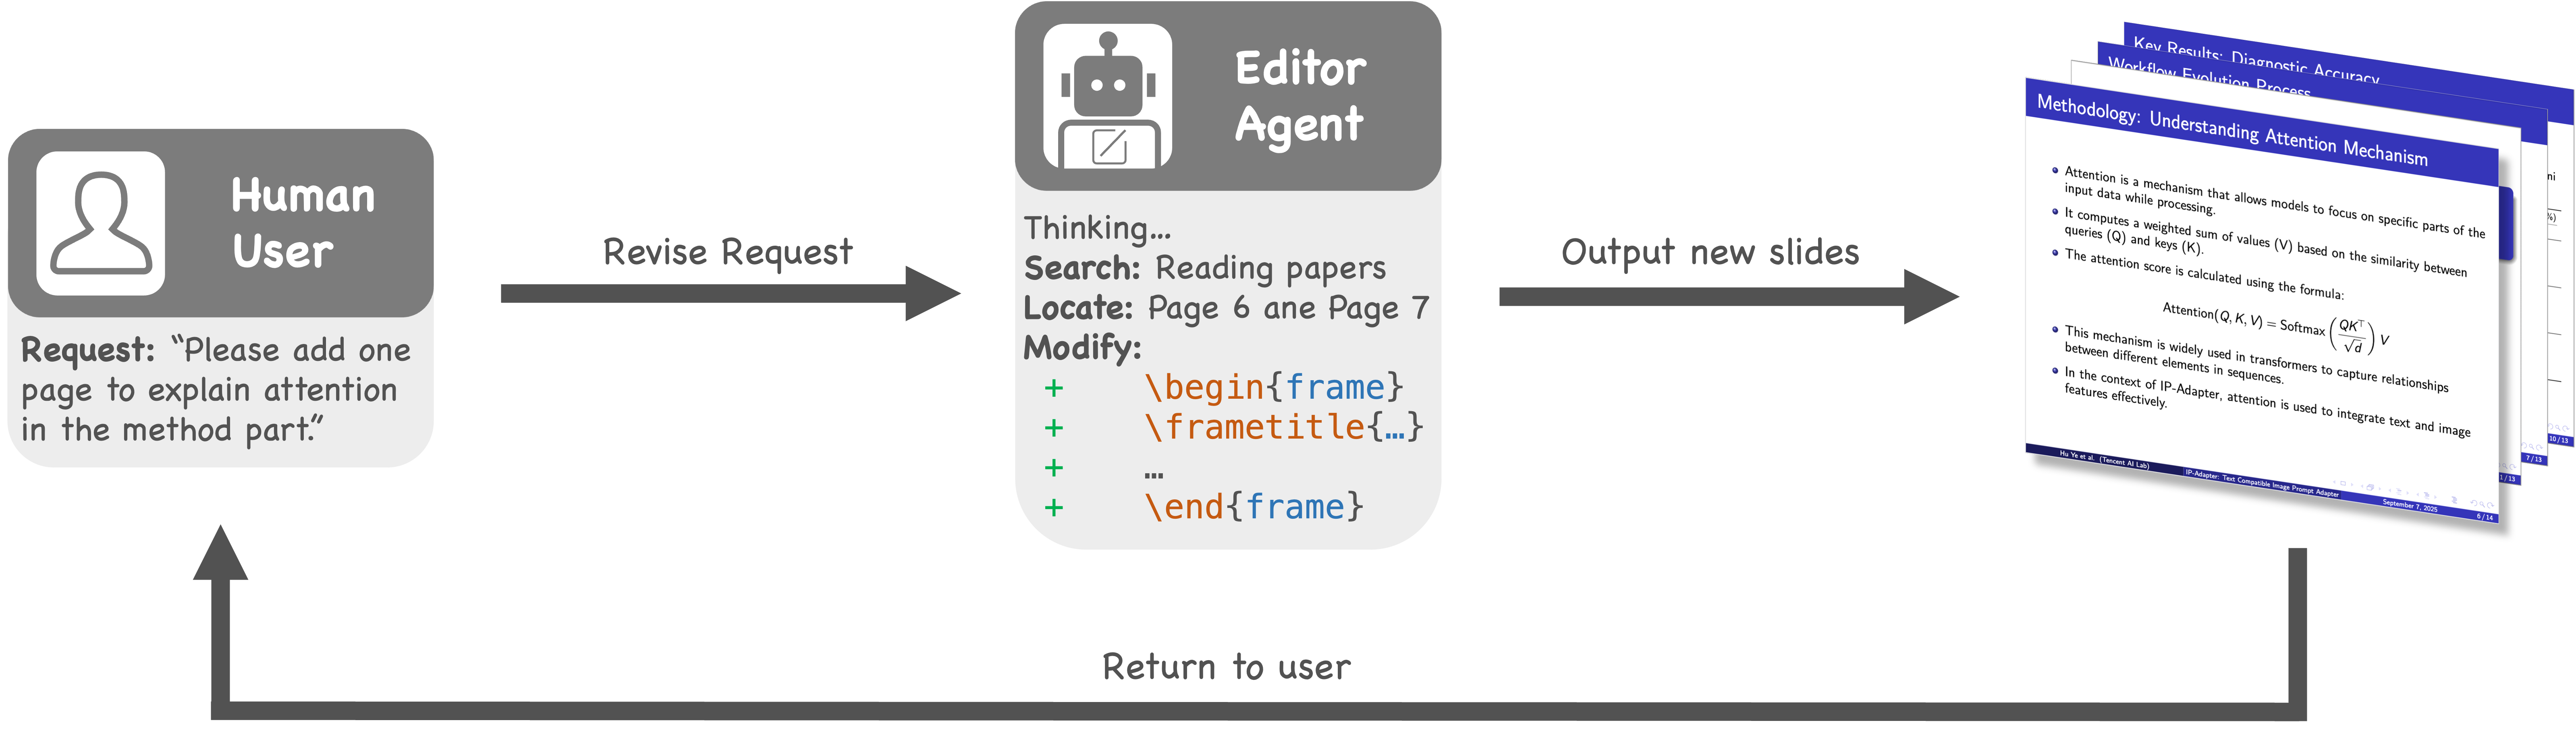 Human
User
Request: “Please add one
page to explain attention
in the method part.”
Revise Request
Editor
Agent
Thinking...
Search: Reading papers
Locate: Page 6 ane Page 7
Modify:
+ \begin{frame}
+ \frametitle{…}
+ …
+ \end{frame}
Output new slides
Key Results: Diagnostic Accuracy
Workflow Evolution Process
Methodology: Understanding Attention Mechanism
Attention is a mechanism that allows models to focus on specific parts of the
input data while processing.
It computes a weighted sum of values (V) based on the similarity between
queries (Q) and keys (K).
The attention score is calculated using the formula:
Attention(Q, K, V) = Softmax (QK⊤ / √d) V
This mechanism is widely used in transformers to capture relationships
between different elements in sequences.
In the context of IP-Adapter, attention is used to integrate text and image
features effectively.
Hu Ye et al. (Tencent AI Lab)
IP-Adapter: Text Compatible Image Prompt Adapter
September 7, 2025
6 / 14
7 / 13
10 / 13
Return to user